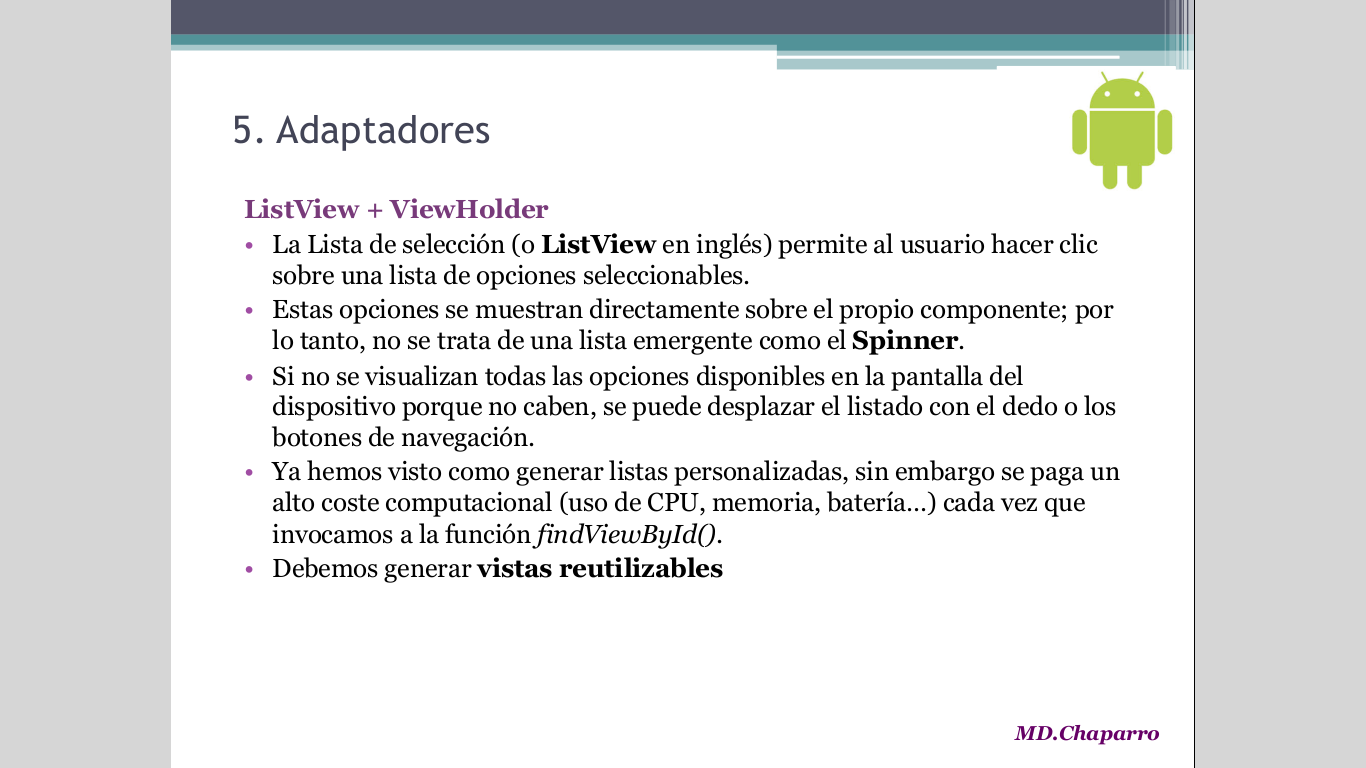 5. Adaptadores
ListView + ViewHolder
• La Lista de selección (o ListView en inglés) permite al usuario hacer clic
sobre una lista de opciones seleccionables.
• Estas opciones se muestran directamente sobre el propio componente; por
lo tanto, no se trata de una lista emergente como el Spinner.
• Si no se visualizan todas las opciones disponibles en la pantalla del
dispositivo porque no caben, se puede desplazar el listado con el dedo o los
botones de navegación.
• Ya hemos visto como generar listas personalizadas, sin embargo se paga un
alto coste computacional (uso de CPU, memoria, batería…) cada vez que
invocamos a la función findViewById().
• Debemos generar vistas reutilizables
MD.Chaparro